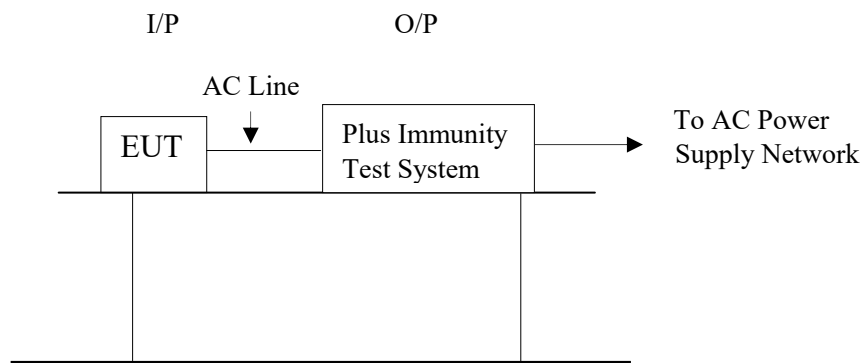 I/P
O/P
AC Line
EUT
Plus Immunity
Test System
To AC Power
Supply Network